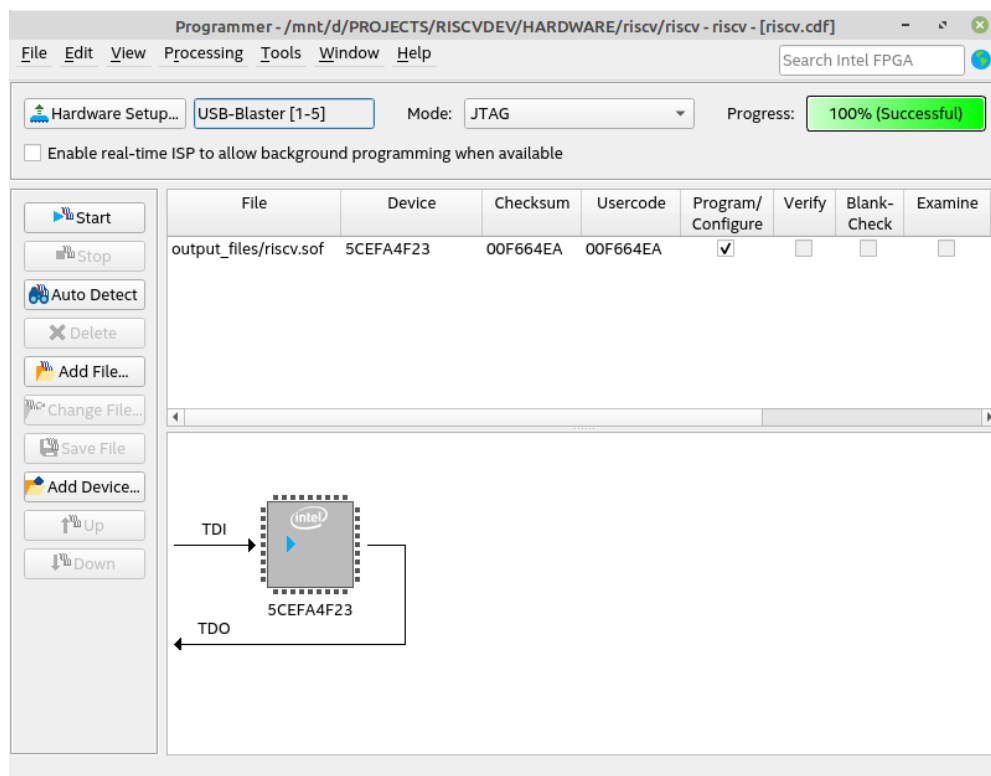 Programmer - /mnt/d/PROJECTS/RISCVDEV/HARDWARE/riscv/riscv - riscv - [riscv.cdf]
File Edit View Processing Tools Window Help
Search Intel FPGA
Hardware Setup... USB-Blaster [1-5] Mode: JTAG Progress: 100% (Successful)
Enable real-time ISP to allow background programming when available
File Device Checksum Usercode Program/ Verify Blank- Examine
Configure Check
output_files/riscv.sof 5CEFA4F23 00F664EA 00F664EA
Start
Stop
Auto Detect
Delete
Add File...
Change File...
Save File
Add Device...
Up
Down
intel
TDI
5CEFA4F23
TDO